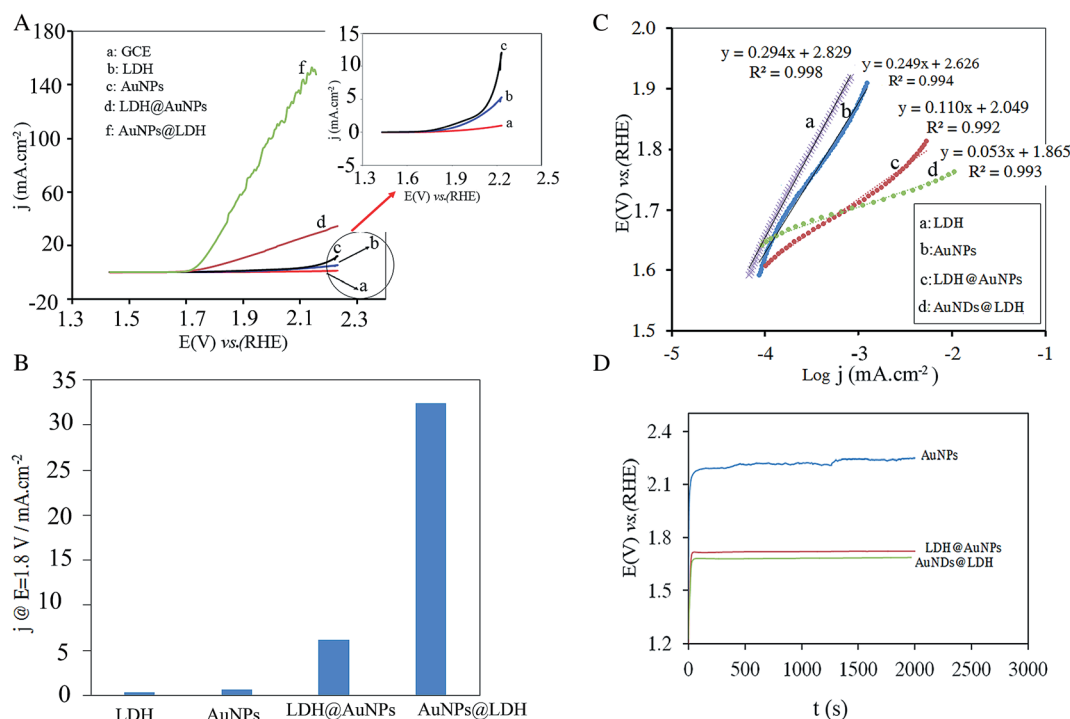 A
j (mA.cm-2)
180
140
100
60
20
-20
a: GCE
b: LDH
c: AuNPs
d: LDH@AuNPs
f: AuNPs@LDH
f
d
c
b
a
1.3 1.5 1.7 1.9 2.1 2.3
E(V) vs.(RHE)
j (mA.cm-2)
15
10
5
0
-5
c
b
a
1.3 1.6 1.9 2.2 2.5
E(V) vs.(RHE)
B
j @ E=1.8 V / mA.cm-2
35
30
25
20
15
10
5
0
LDH AuNPs LDH@AuNPs AuNPs@LDH
C
E(V) vs.(RHE)
2.0
1.9
1.8
1.7
1.6
1.5
y = 0.294x + 2.829
R² = 0.998
y = 0.249x + 2.626
R² = 0.994
y = 0.110x + 2.049
R² = 0.992
y = 0.053x + 1.865
R² = 0.993
a
b
c
d
a: LDH
b: AuNPs
c: LDH@AuNPs
d: AuNDs@LDH
-5 -4 -3 -2 -1
Log j (mA.cm-2)
D
E(V) vs.(RHE)
2.4
2.1
1.8
1.5
1.2
AuNPs
LDH@AuNPs
AuNDs@LDH
0 500 1000 1500 2000 2500 3000
t (s)